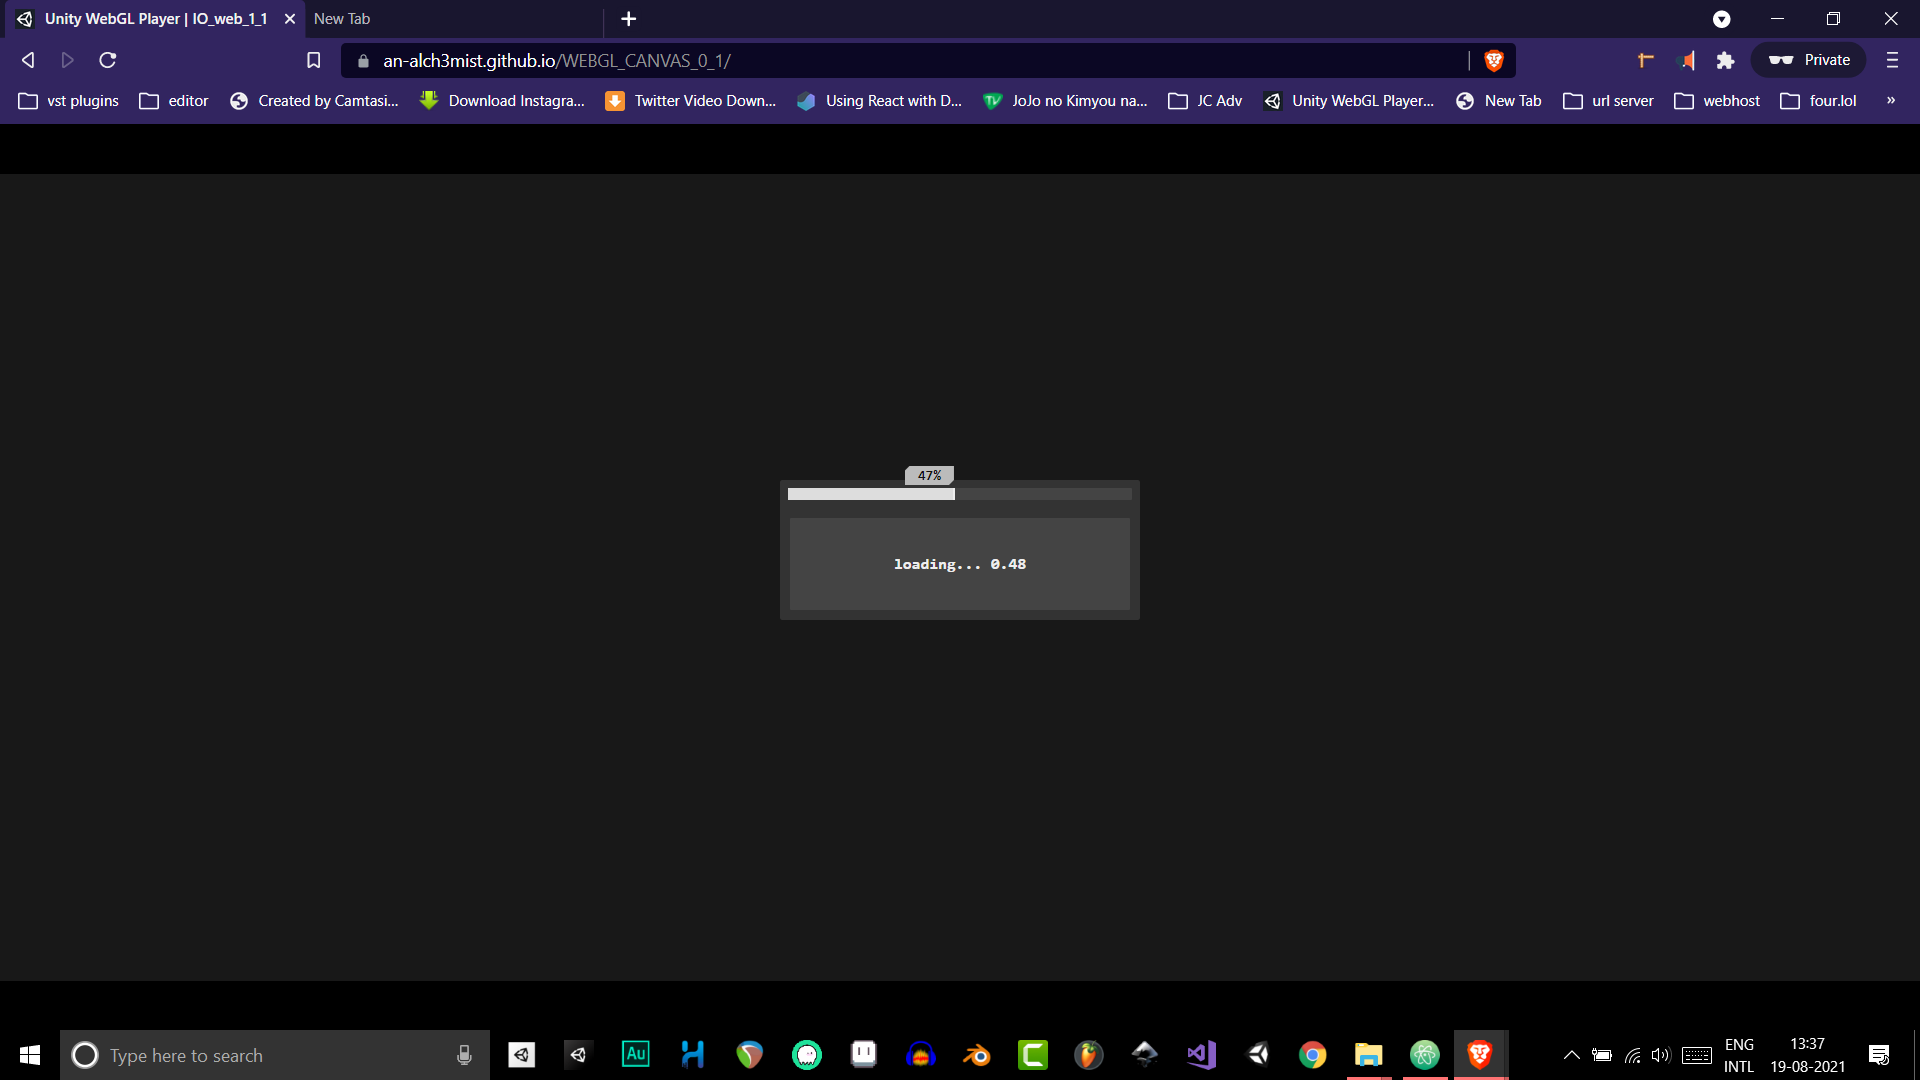 Unity WebGL Player | IO_web_1_1
New Tab
an-alch3mist.github.io/WEBGL_CANVAS_0_1/
Private
vst plugins
editor
Created by Camtasi...
Download Instagra...
Twitter Video Down...
Using React with D...
JoJo no Kimyou na...
JC Adv
Unity WebGL Player...
New Tab
url server
webhost
four.lol
»
47%
loading... 0.48
Type here to search
Au
ENG
INTL
13:37
19-08-2021